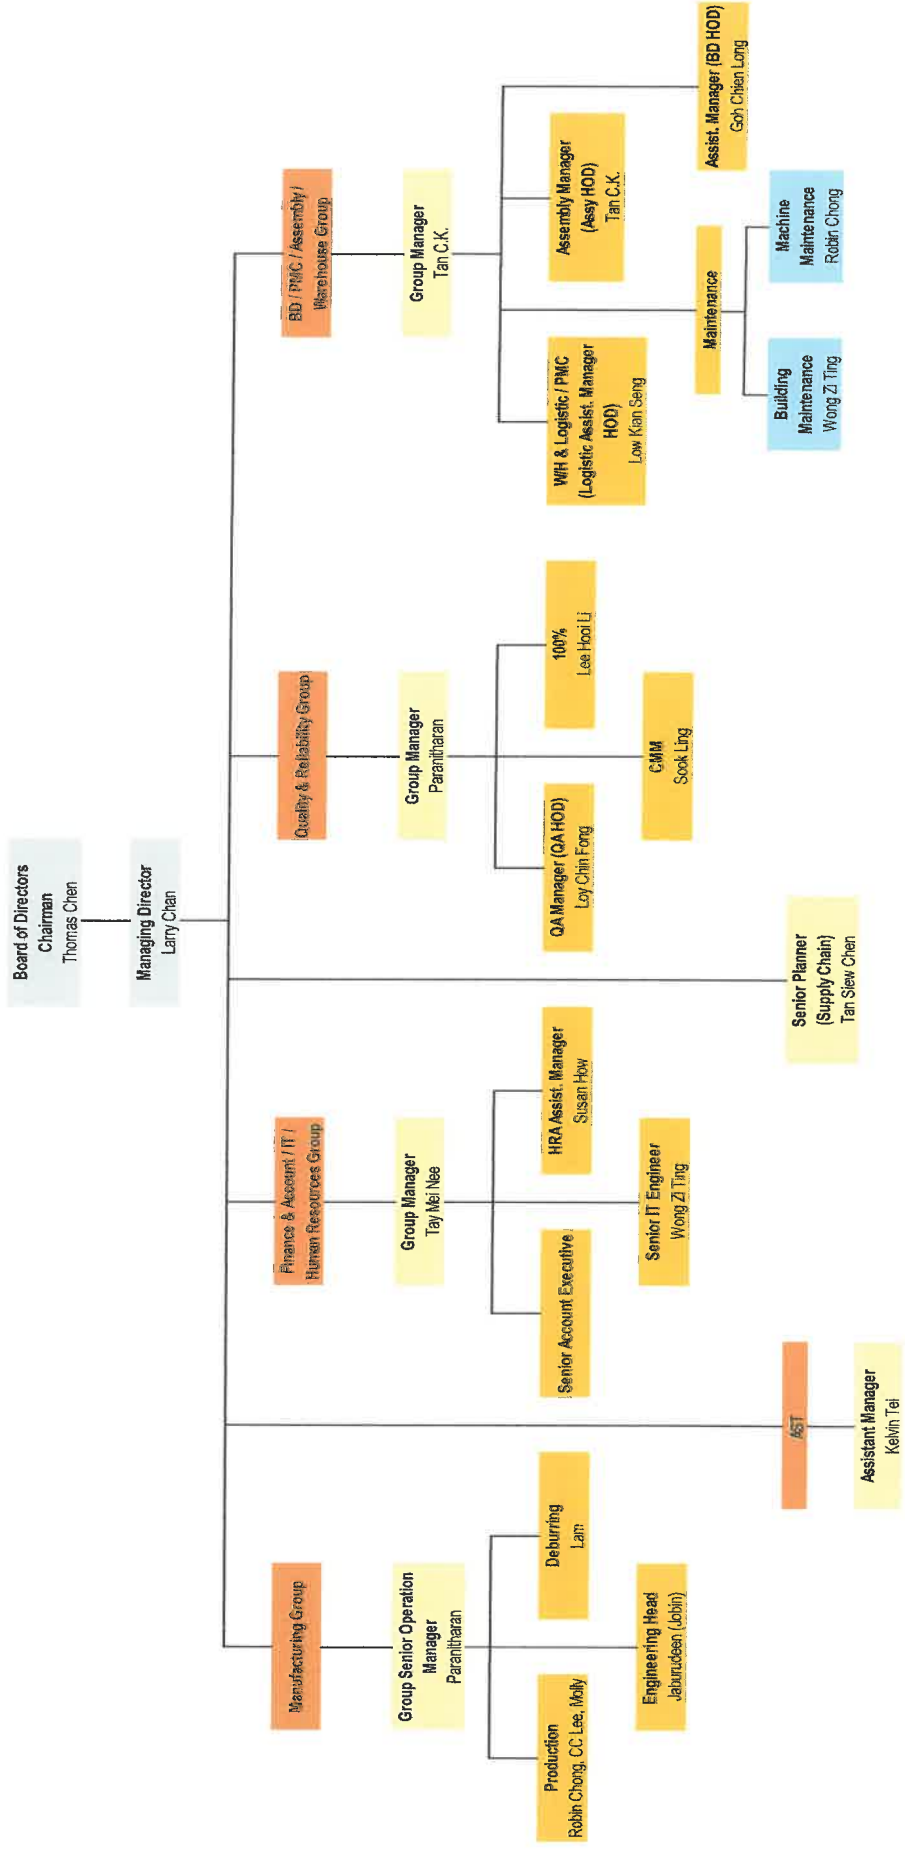 Board of Directors
Chairman
Thomas Chen
Managing Director
Larry Chan
Manufacturing Group
Group Senior Operation
Manager
Paranitharan
Production
Robin Chong, CC Lee, Molly
Deburring
Lam
Engineering Head
Jaburudeen (Jobin)
AST
Assistant Manager
Kelvin Tei
Finance & Account / IT /
Human Resources Group
Group Manager
Tay Mei Nee
Senior Account Executive
HRA Assist. Manager
Susan How
Senior IT Engineer
Wong Zi Ting
Senior Planner
(Supply Chain)
Tan Siew Chen
Quality & Reliability Group
Group Manager
Paranitharan
QA Manager (QA HOD)
Loy Chin Fong
100%
Lee Hooi Li
CMM
Sook Ling
BD / PMC / Assembly /
Warehouse Group
Group Manager
Tan C.K.
W/H & Logistic / PMC
(Logistic Assist. Manager
HOD)
Low Kian Seng
Assembly Manager
(Assy HOD)
Tan C.K.
Maintenance
Building
Maintenance
Wong Zi Ting
Machine
Maintenance
Robin Chong
Assist. Manager (BD HOD)
Goh Chien Long